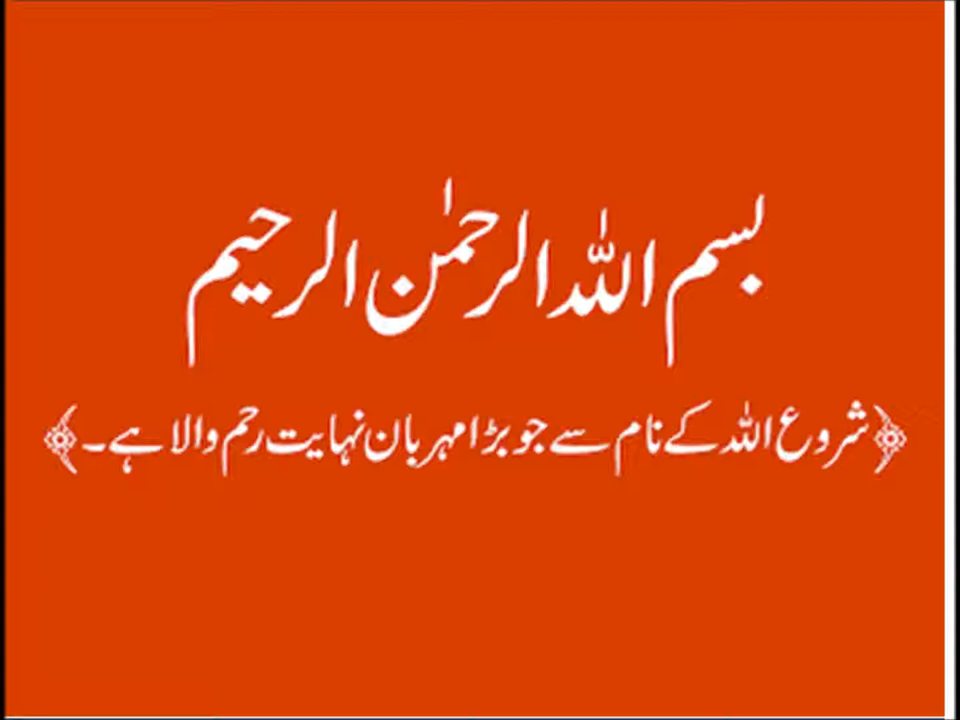 بسم اللہ الرحمٰن الرحیم
﴿شروع اللہ کے نام سے جو بڑا مہربان نہایت رحم والا ہے۔﴾